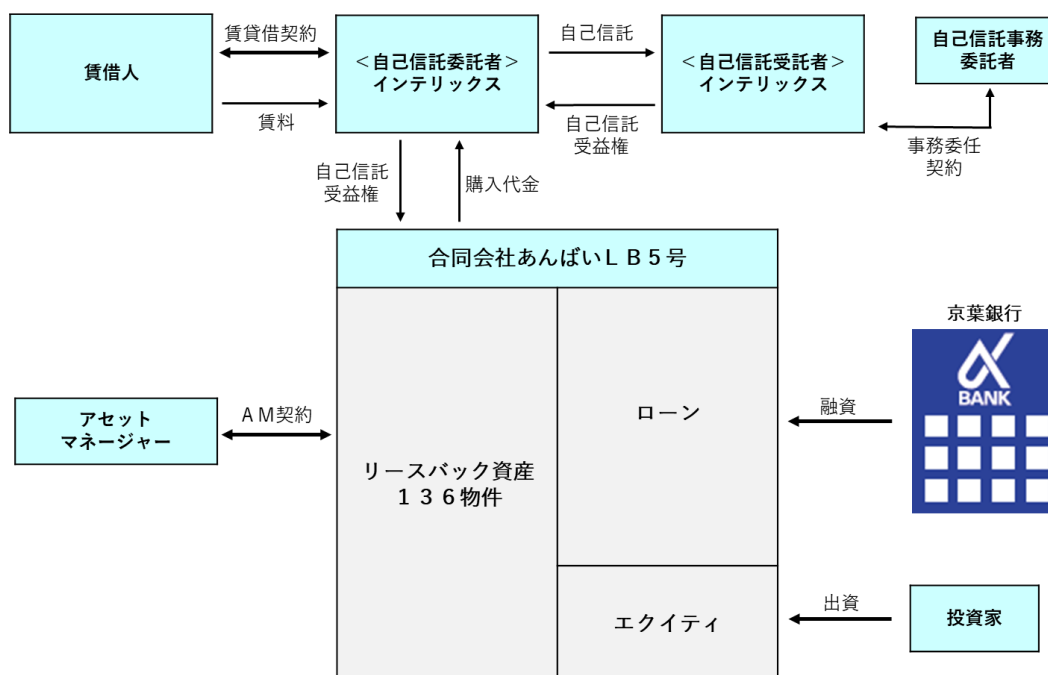 賃借人
賃貸借契約
賃料
＜自己信託委託者＞
インテリックス
自己信託
自己信託
受益権
＜自己信託受託者＞
インテリックス
自己信託事務
委託者
事務委任
契約
自己信託
受益権
購入代金
合同会社あんばいＬＢ５号
リースバック資産
１３６物件
ローン
エクイティ
アセット
マネージャー
ＡＭ契約
京葉銀行
BANK
融資
出資
投資家